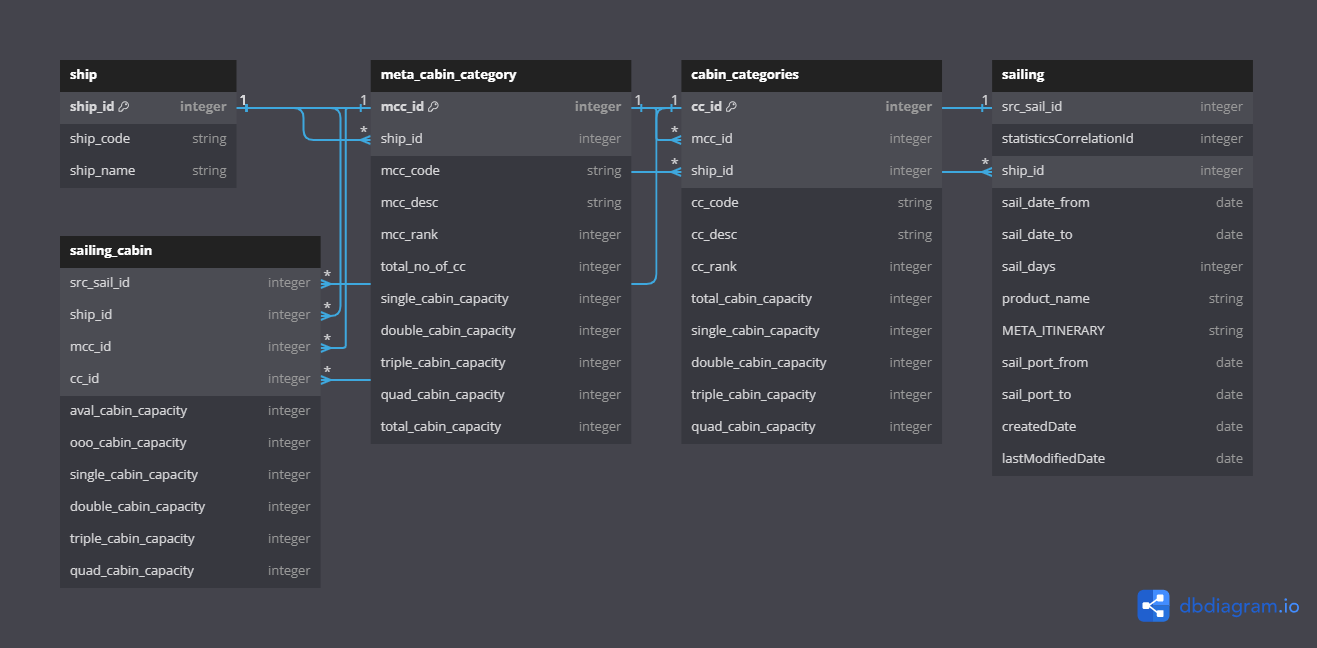 ship
ship_id integer
ship_code string
ship_name string
sailing_cabin
src_sail_id integer
ship_id integer
mcc_id integer
cc_id integer
aval_cabin_capacity integer
ooo_cabin_capacity integer
single_cabin_capacity integer
double_cabin_capacity integer
triple_cabin_capacity integer
quad_cabin_capacity integer
meta_cabin_category
mcc_id integer
ship_id integer
mcc_code string
mcc_desc string
mcc_rank integer
total_no_of_cc integer
single_cabin_capacity integer
double_cabin_capacity integer
triple_cabin_capacity integer
quad_cabin_capacity integer
total_cabin_capacity integer
cabin_categories
cc_id integer
mcc_id integer
ship_id integer
cc_code string
cc_desc string
cc_rank integer
total_cabin_capacity integer
single_cabin_capacity integer
double_cabin_capacity integer
triple_cabin_capacity integer
quad_cabin_capacity integer
sailing
src_sail_id integer
statisticsCorrelationId integer
ship_id integer
sail_date_from date
sail_date_to date
sail_days integer
product_name string
META_ITINERARY string
sail_port_from date
sail_port_to date
createdDate date
lastModifiedDate date
1
1
*
1
1
*
*
1
*
*
*
*
*
dbdiagram.io